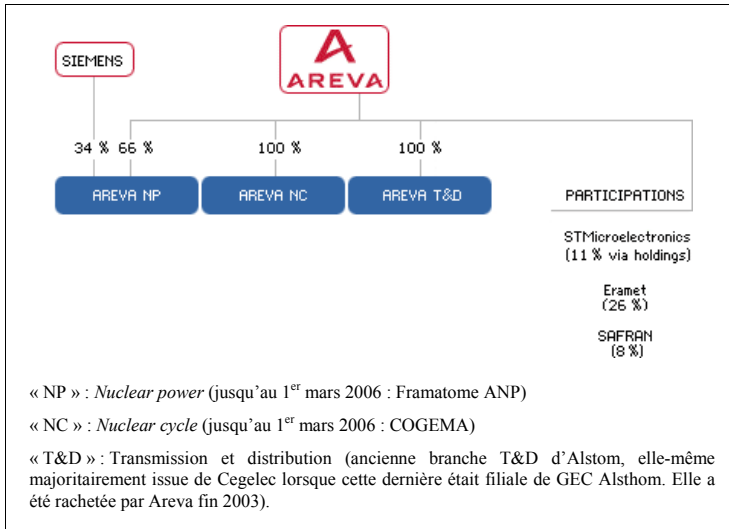 SIEMENS
AREVA
34 % 66 % 100 % 100 %
AREVA NP AREVA NC AREVA T&D PARTICIPATIONS
STMicroelectronics
(11 % via holdings)
Eramet
(26 %)
SAFRAN
(8 %)
« NP » : Nuclear power (jusqu’au 1er mars 2006 : Framatome ANP)
« NC » : Nuclear cycle (jusqu’au 1er mars 2006 : COGEMA)
« T&D » : Transmission et distribution (ancienne branche T&D d’Alstom, elle-même
majoritairement issue de Cegelec lorsque cette dernière était filiale de GEC Alsthom. Elle a
été rachetée par Areva fin 2003).